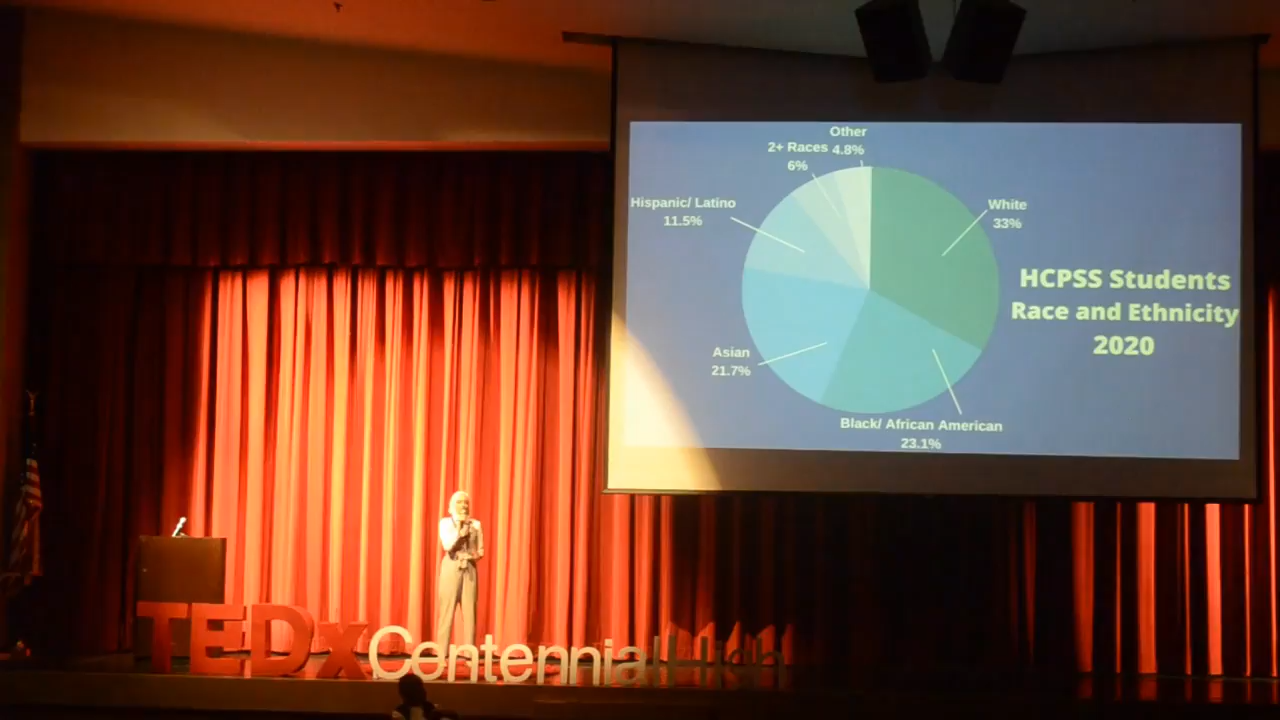 Other
4.8%
2+ Races
6%
Hispanic/ Latino
11.5%
White
33%
HCPSS Students
Race and Ethnicity
2020
Asian
21.7%
Black/ African American
23.1%
TEDxCentennialHigh